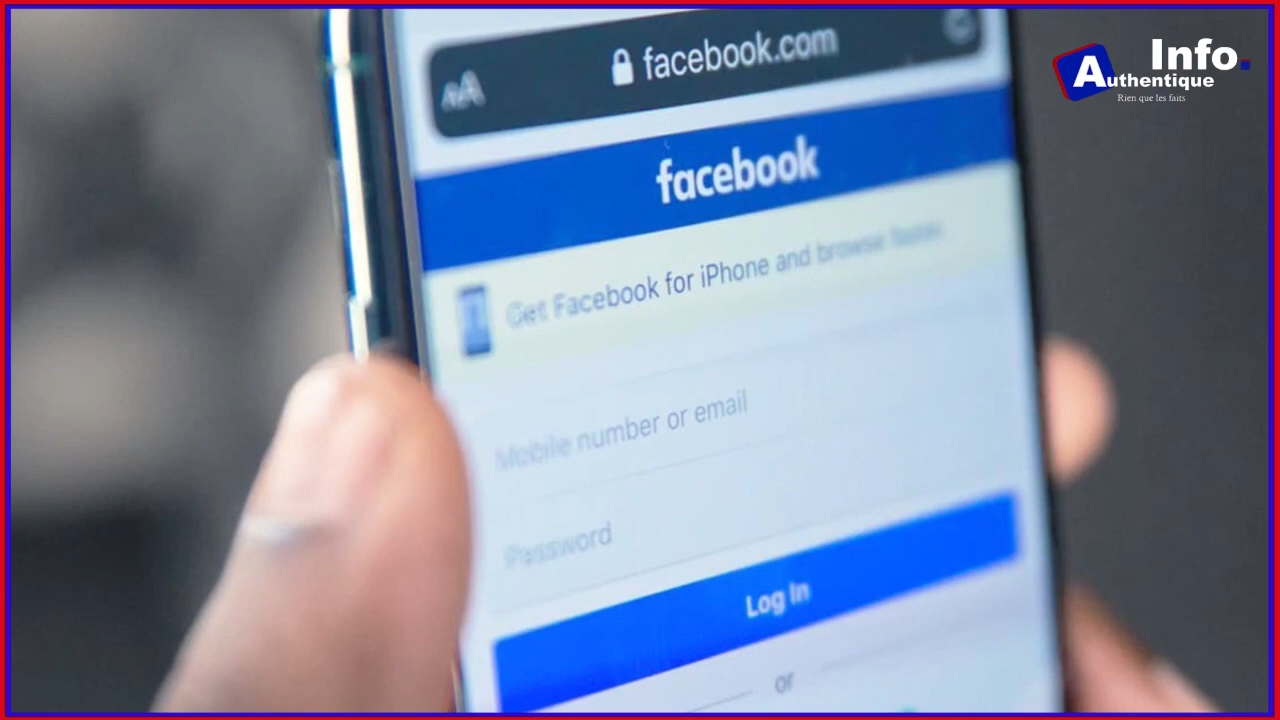 Info.
Authentique
Rien que les faits
AA
facebook.com
facebook
Get Facebook for iPhone and browse faster
Mobile number or email
Password
Log In
or